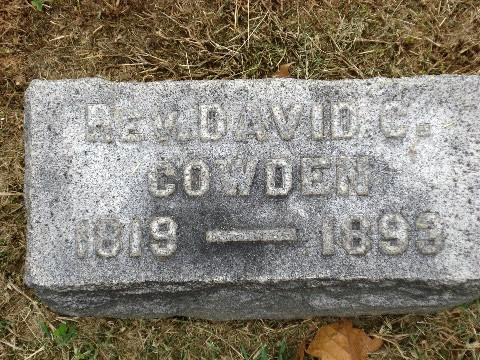 REV. DAVID C.
COWDEN
1819 — 1893